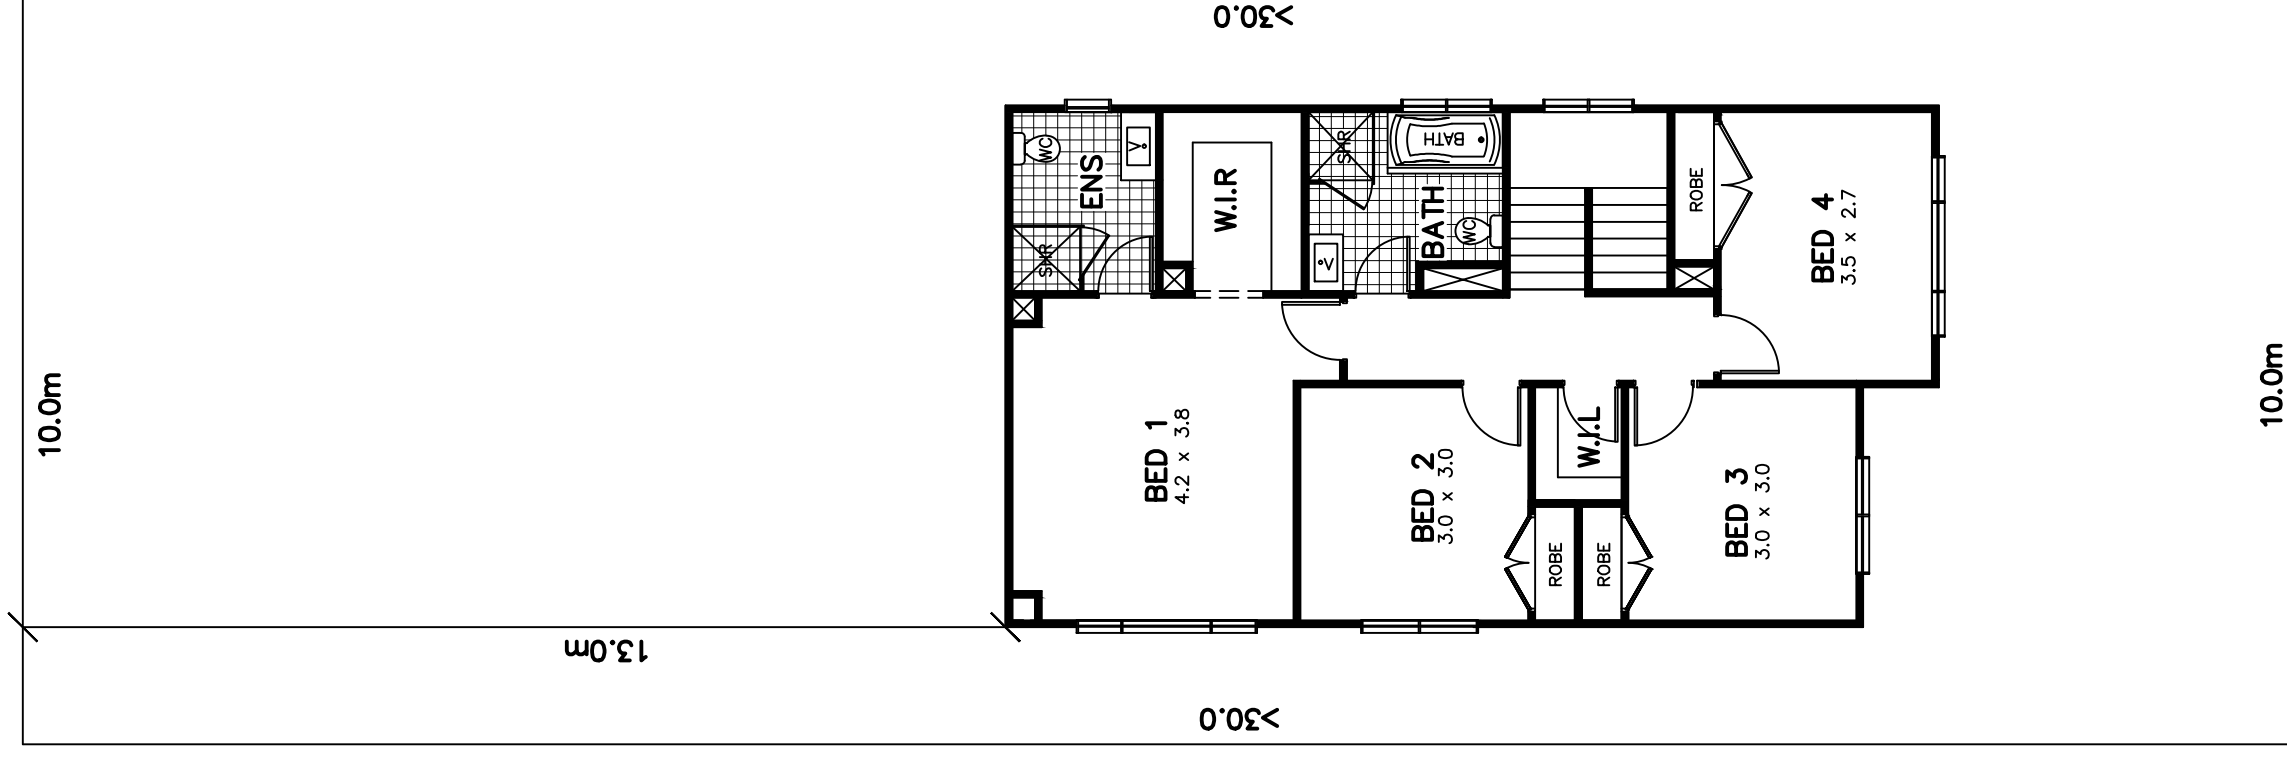 >30.0
WC
V
ENS
SHR
W.I.R
SHR
BATH
BATH
WC
V
ROBE
BED 4
3.5 x 2.7
10.0m
BED 1
4.2 x 3.8
BED 2
3.0 x 3.0
W.I.L
ROBE
ROBE
BED 3
3.0 x 3.0
10.0m
13.0m
>30.0